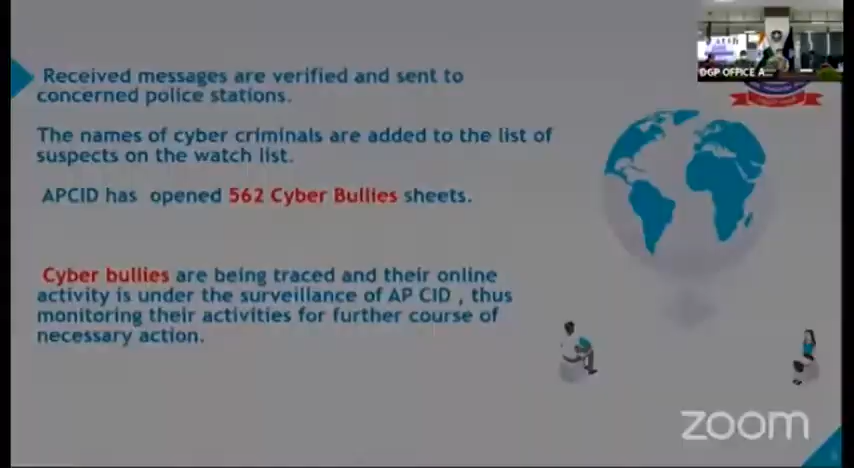 DGP OFFICE A...
Received messages are verified and sent to
concerned police stations.
The names of cyber criminals are added to the list of
suspects on the watch list.
APCID has opened 562 Cyber Bullies sheets.
Cyber bullies are being traced and their online
activity is under the surveillance of AP CID , thus
monitoring their activities for further course of
necessary action.
zoom